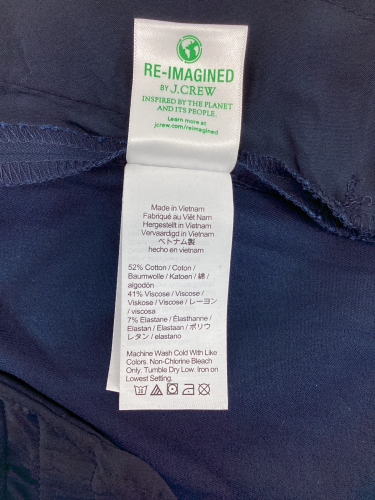 RE-IMAGINED
BY J.CREW
INSPIRED BY THE PLANET
AND ITS PEOPLE.
Learn more at
jcrew.com/reimagined
Made in Vietnam
Fabriqué au Viêt Nam
Hergestellt in Vietnam
Vervaardigd in Vietnam
ベトナム製
hecho en vietnam
52% Cotton / Coton /
Baumwolle / Katoen / 綿 /
algodón
41% Viscose / Viscose /
Viskose / Viscose / レーヨン
/ viscosa
7% Elastane / Élasthanne /
Elastan / Elastaan / ポリウ
レタン / elastano
Machine Wash Cold With Like
Colors. Non-Chlorine Bleach
Only. Tumble Dry Low. Iron on
Lowest Setting.